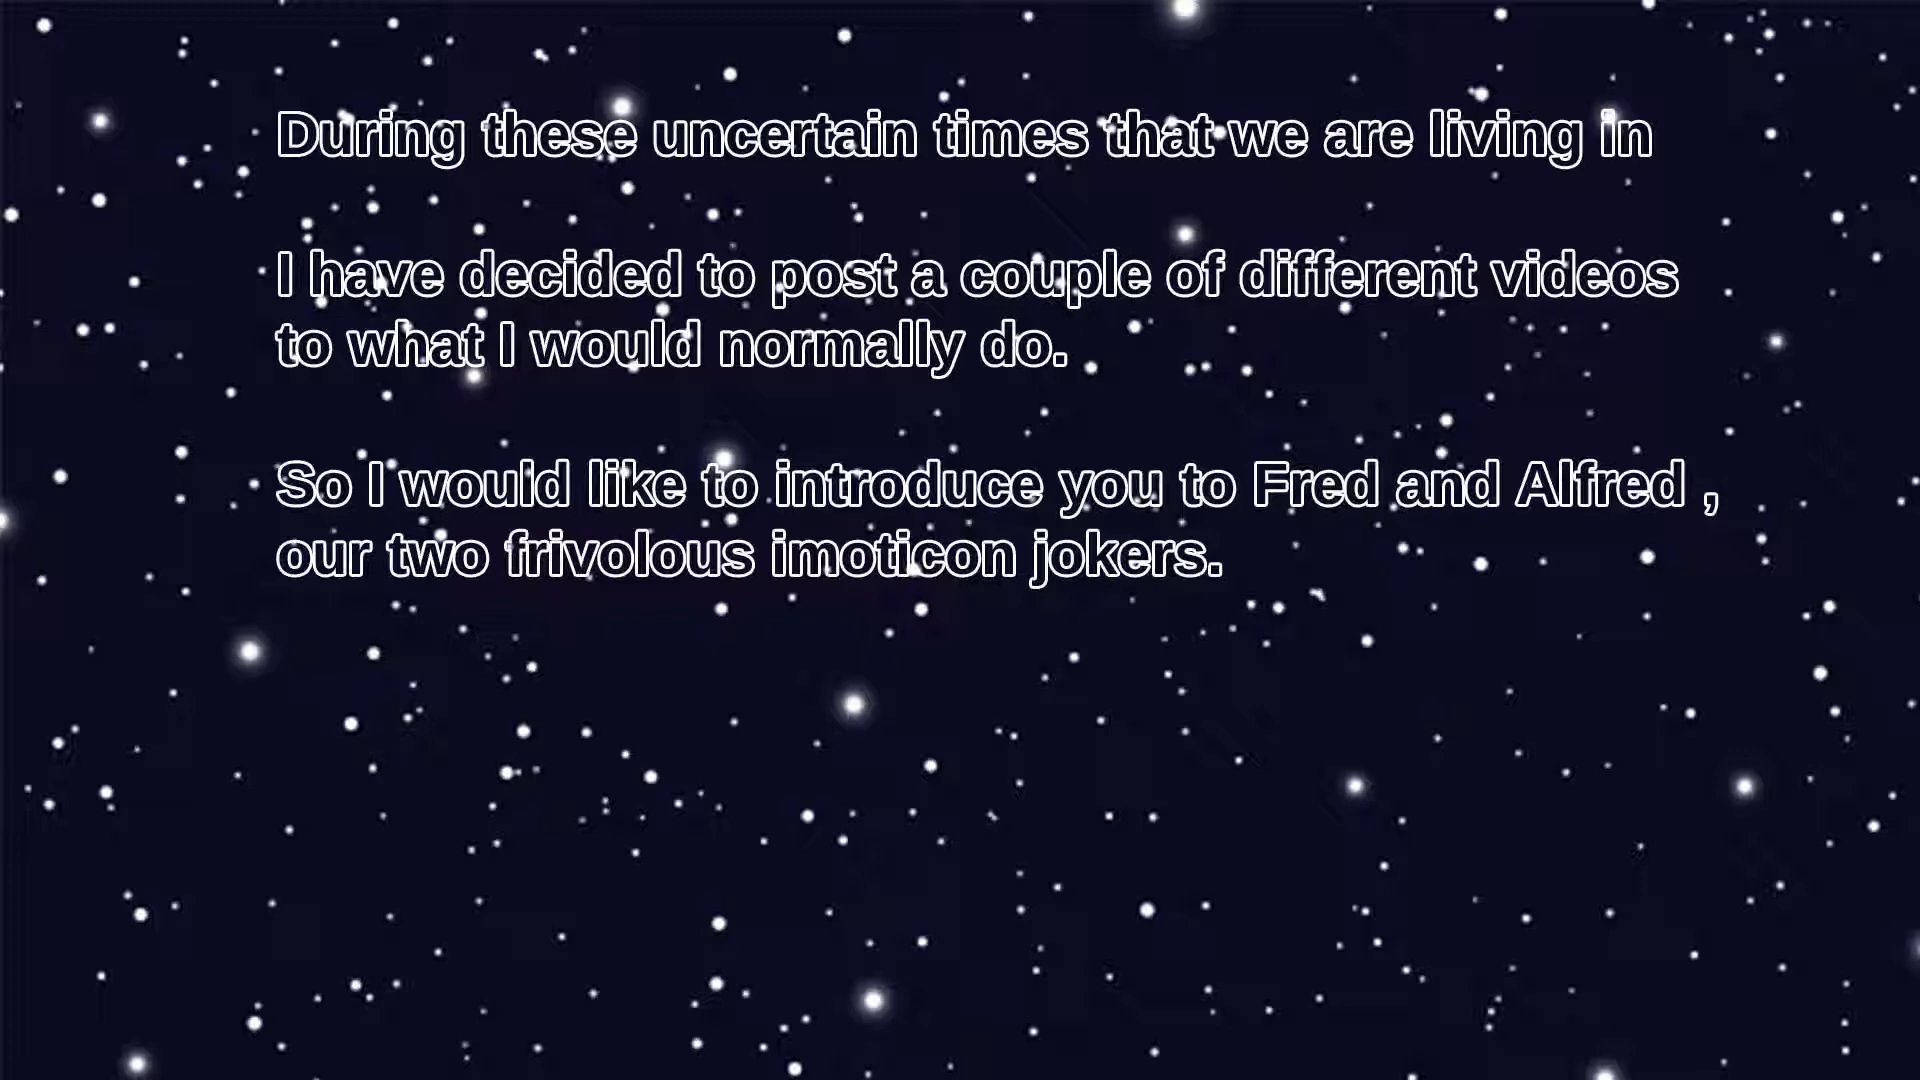 During these uncertain times that we are living in
I have decided to post a couple of different videos
to what I would normally do.
So I would like to introduce you to Fred and Alfred ,
our two frivolous imoticon jokers.